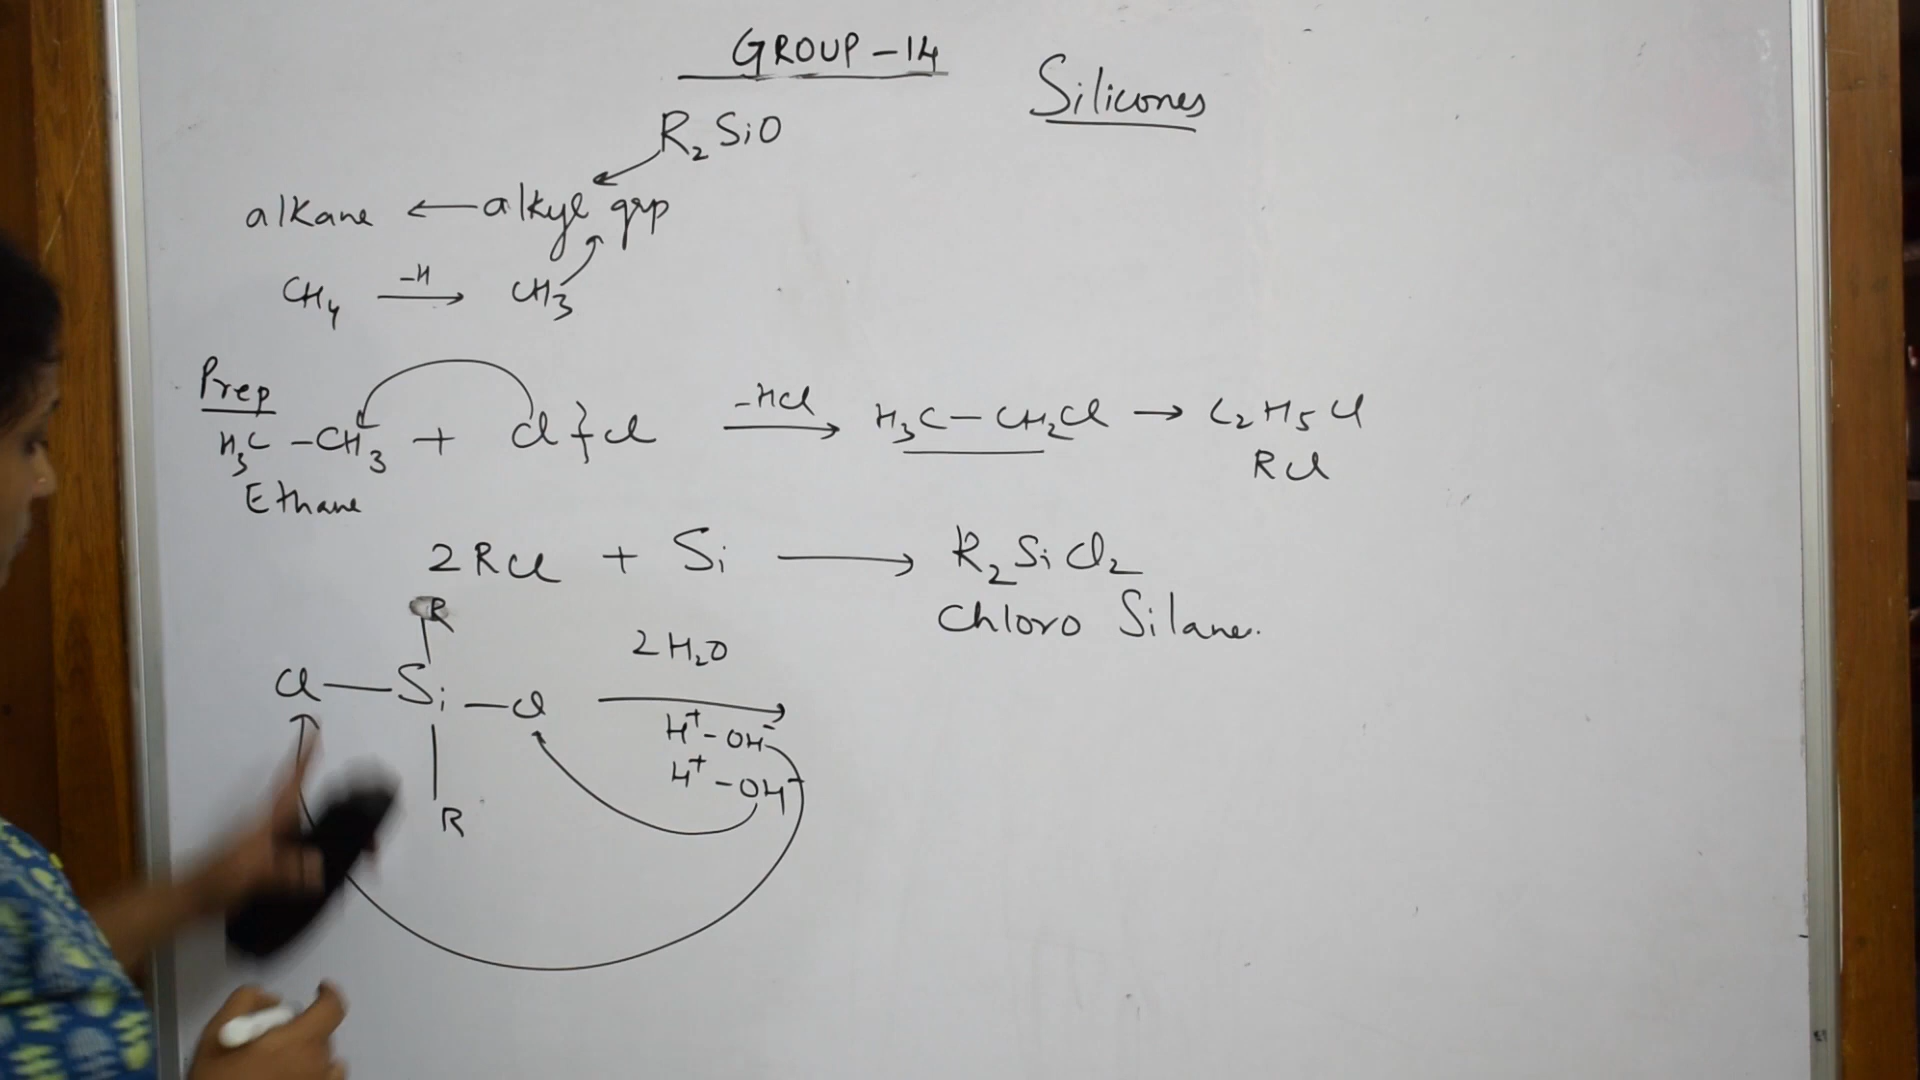 GROUP-14
Silicones
R₂SiO
alkane ← alkyl grp
CH₄ —-H→ CH₃
Prep
H₃C-CH₃ + Cl}Cl —-HCl→ H₃C-CH₂Cl → C₂H₅Cl
Ethane
RCl
2RCl + Si → R₂SiCl₂
Chloro Silane.
R
Cl—Si—Cl
2H₂O
→
H⁺-OH⁻
H⁺-OH⁻
R